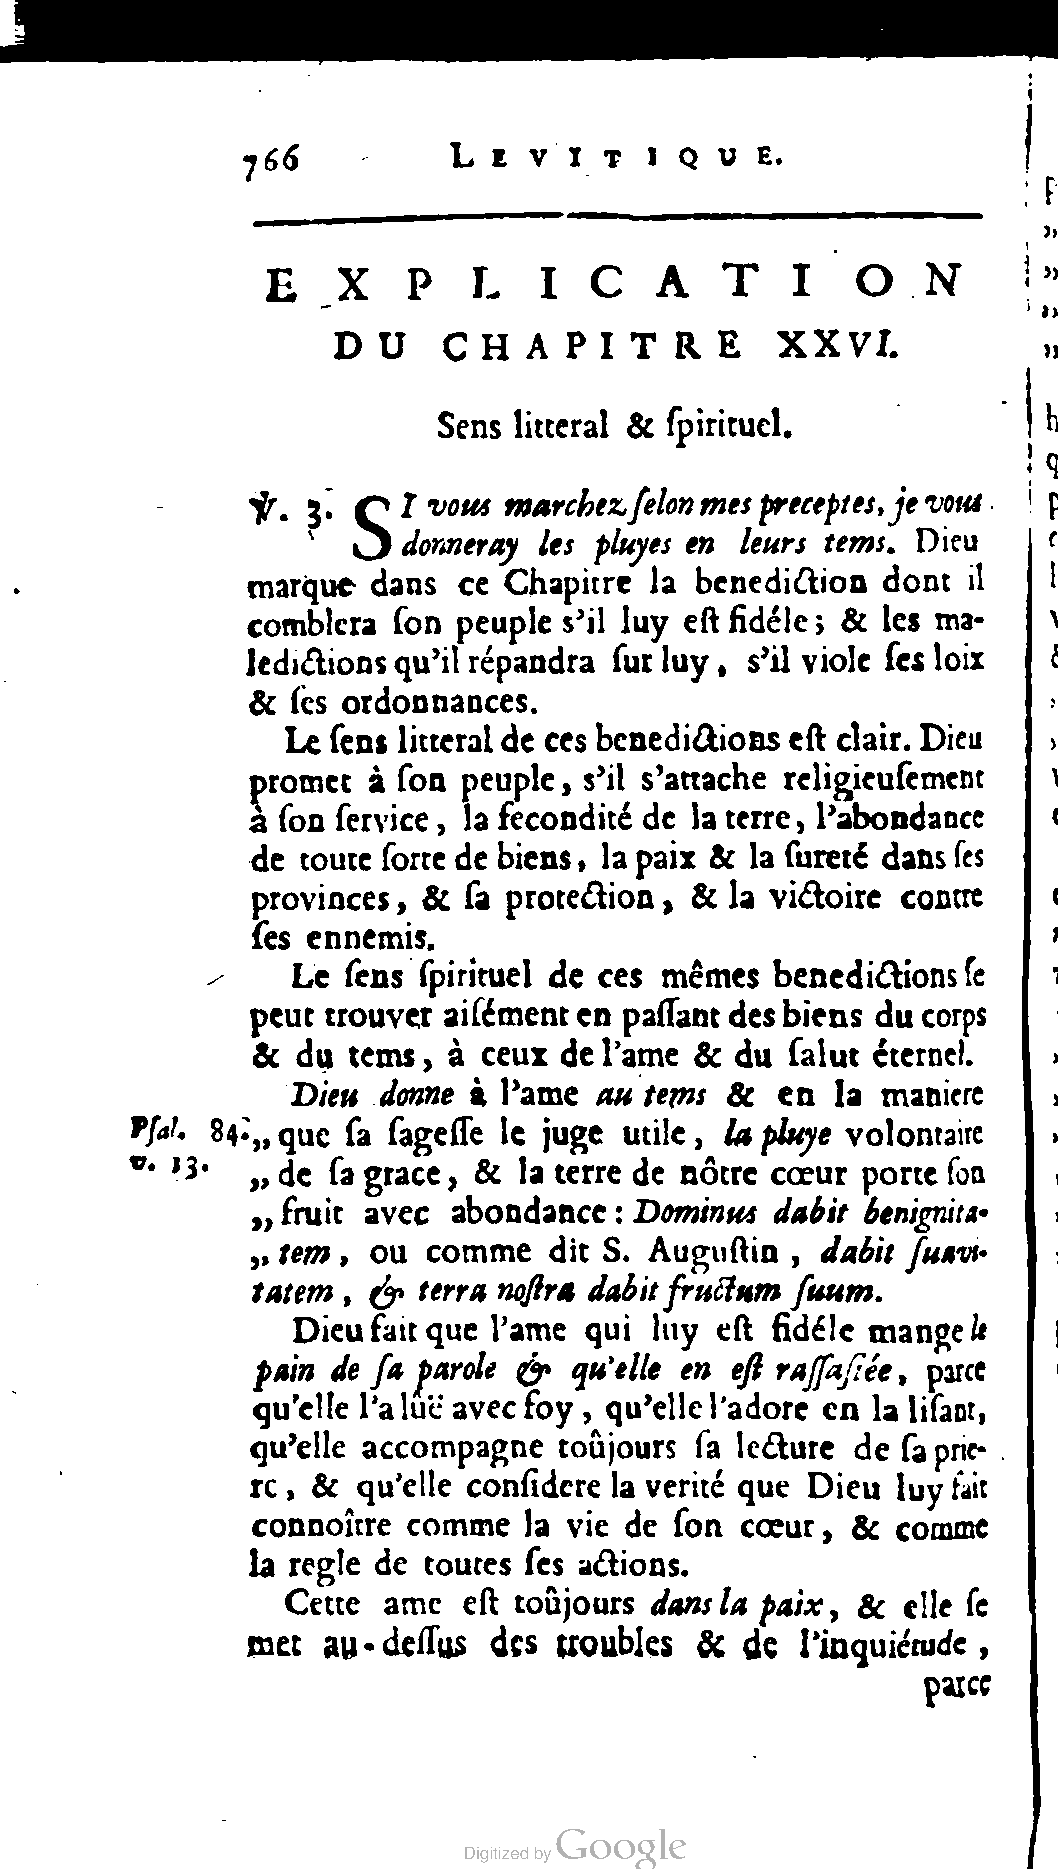 766 LEVITIQUE.
EXPLICATION
DU CHAPITRE XXVI.
Sens litteral & ſpirituel.
℣. 3. SI vous marchez ſelon mes preceptes, je vous
donneray les pluyes en leurs tems. Dieu
marque dans ce Chapitre la benediction dont il
comblera ſon peuple s'il luy eſt fidéle; & les ma-
ledictions qu'il répandra ſur luy, s'il viole ſes loix
& ſes ordonnances.
Le ſens litteral de ces benedictions eſt clair. Dieu
promet à ſon peuple, s'il s'attache religieuſement
à ſon ſervice, la fecondité de la terre, l'abondance
de toute ſorte de biens, la paix & la ſureté dans ſes
provinces, & ſa protection, & la victoire contre
ſes ennemis.
Le ſens ſpirituel de ces mêmes benedictions ſe
peut trouver aiſément en paſſant des biens du corps
& du tems, à ceux de l'ame & du ſalut éternel.
Dieu donne à l'ame au tems & en la maniere
Pſal. 84. „ que ſa ſageſſe le juge utile, la pluye volontaire
v. 13. „ de ſa grace, & la terre de nôtre cœur porte ſon
„ fruit avec abondance: Dominus dabit benignita-
„ tem, ou comme dit S. Auguſtin, dabit ſuavi-
tatem, & terra noſtra dabit fructum ſuum.
Dieu fait que l'ame qui luy eſt fidéle mange le
pain de ſa parole & qu'elle en eſt raſſaſiée, parce
qu'elle l'a lûë avec foy, qu'elle l'adore en la liſant,
qu'elle accompagne toûjours ſa lecture de ſa prie-
re, & qu'elle conſidere la verité que Dieu luy fait
connoître comme la vie de ſon cœur, & comme
la regle de toutes ſes actions.
Cette ame eſt toûjours dans la paix, & elle ſe
met au-deſſus des troubles & de l'inquiétude,
parce
Digitized by Google